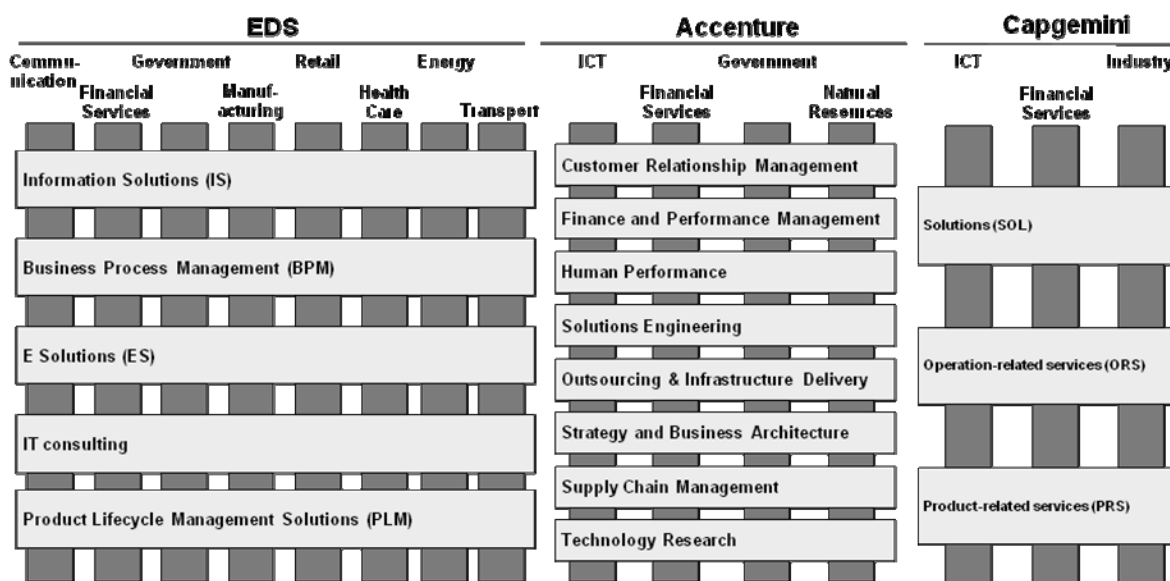 EDS
Accenture
Capgemini
Commu-
nication
Financial
Services
Government
Manuf-
acturing
Retail
Health
Care
Energy
Transport
ICT
Financial
Services
Government
Natural
Resources
ICT
Financial
Services
Industry
Information Solutions (IS)
Business Process Management (BPM)
E Solutions (ES)
IT consulting
Product Lifecycle Management Solutions (PLM)
Customer Relationship Management
Finance and Performance Management
Human Performance
Solutions Engineering
Outsourcing & Infrastructure Delivery
Strategy and Business Architecture
Supply Chain Management
Technology Research
Solutions (SOL)
Operation-related services (ORS)
Product-related services (PRS)